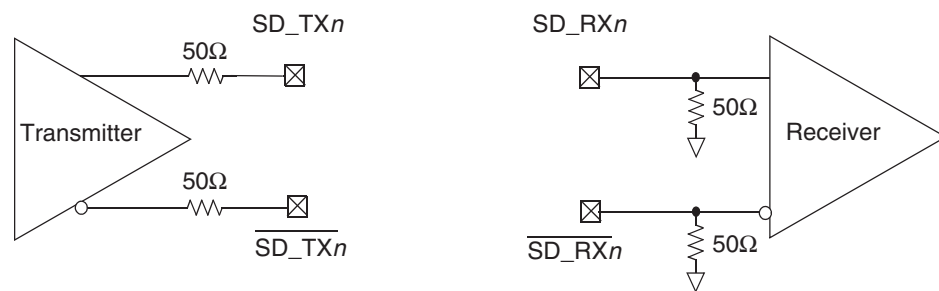 SD_TXn
SD_RXn
50Ω
50Ω
Transmitter
Receiver
50Ω
50Ω
SD_TXn
SD_RXn